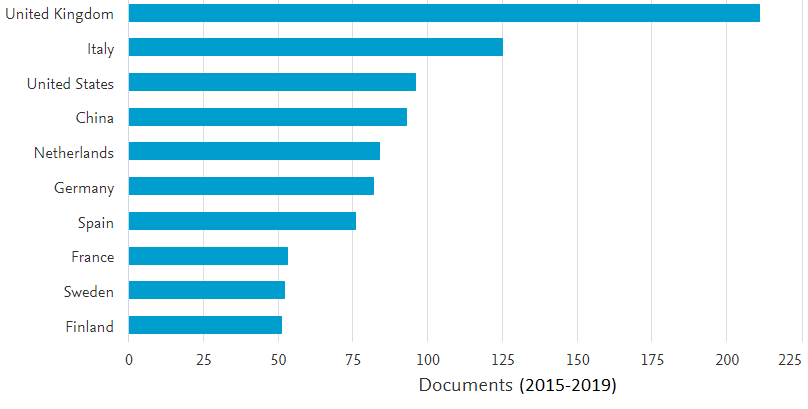 United Kingdom
Italy
United States
China
Netherlands
Germany
Spain
France
Sweden
Finland
0 25 50 75 100 125 150 175 200 225
Documents (2015-2019)